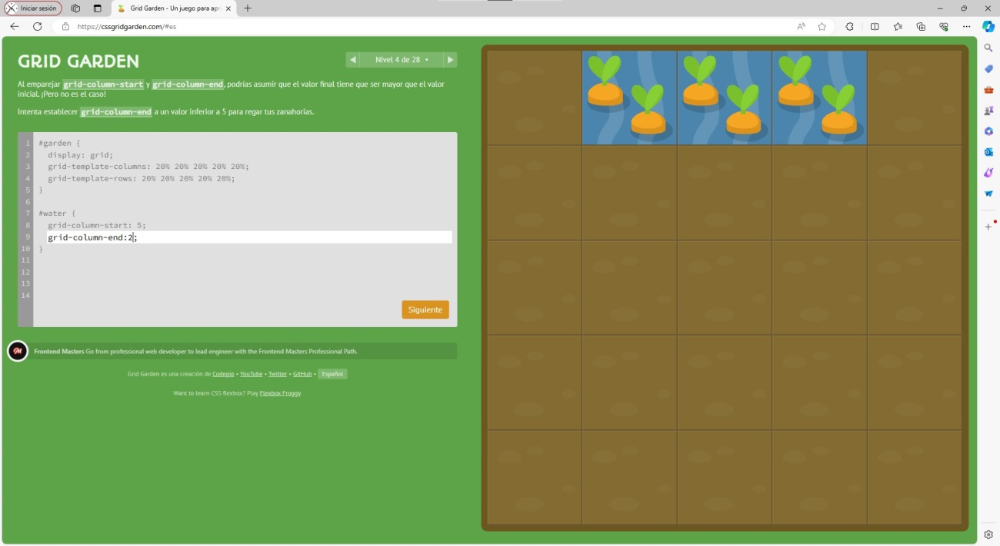 Iniciar sesión
Grid Garden - Un juego para apr
https://cssgridgarden.com/#es
GRID GARDEN
Nivel 4 de 28
Al emparejar grid-column-start y grid-column-end, podrías asumir que el valor final tiene que ser mayor que el valor
inicial. ¡Pero no es el caso!
Intenta establecer grid-column-end a un valor inferior a 5 para regar tus zanahorias.
1 #garden {
2 display: grid;
3 grid-template-columns: 20% 20% 20% 20% 20%;
4 grid-template-rows: 20% 20% 20% 20% 20%;
5 }
6
7 #water {
8 grid-column-start: 5;
9 grid-column-end:2;
10 }
11
12
13
14
Siguiente
Frontend Masters Go from professional web developer to lead engineer with the Frontend Masters Professional Path.
Grid Garden es una creación de Codepip • YouTube • Twitter • GitHub • Español
Want to learn CSS flexbox? Play Flexbox Froggy.